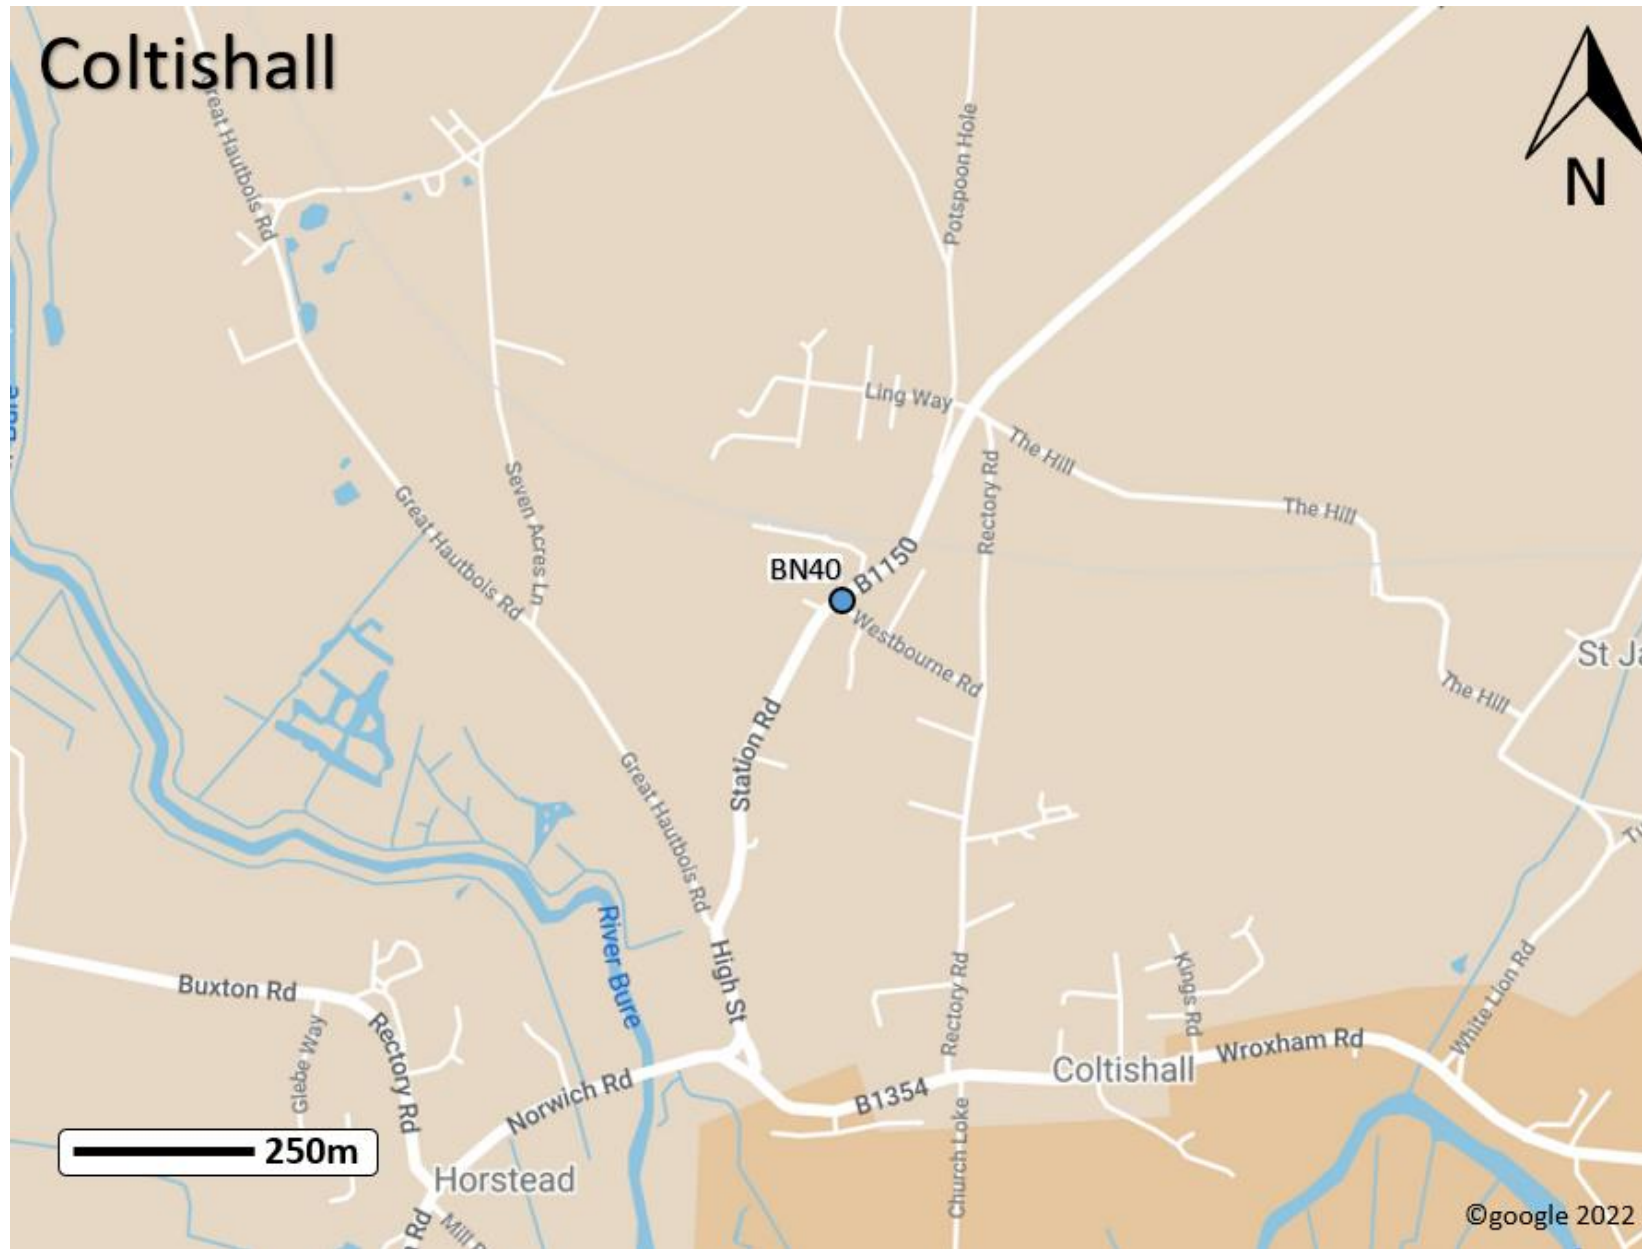 Coltishall
N
Great Hautbois Rd
Potspoon Hole
Bure
Ling Way
The Hill
The Hill
Rectory Rd
Seven Acres Ln
Great Hautbois Rd
B1150
BN40
Westbourne Rd
St Ja
The Hill
Station Rd
Great Hautbois Rd
River Bure
High St
Buxton Rd
Rectory Rd
Glebe Way
Rectory Rd
Kings Rd
White Lion Rd
Wroxham Rd
Coltishall
B1354
Norwich Rd
Church Loke
250m
Horstead
Rd
Mill
©google 2022